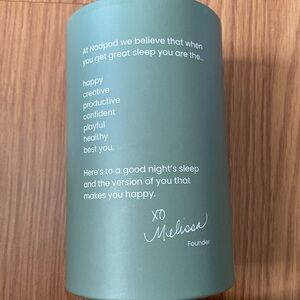 At Nodpod we believe that when
you get great sleep you are the...
happy
creative
productive
confident
playful
healthy
best you.
Here's to a good night's sleep
and the version of you that
makes you happy.
XO
Melissa
Founder